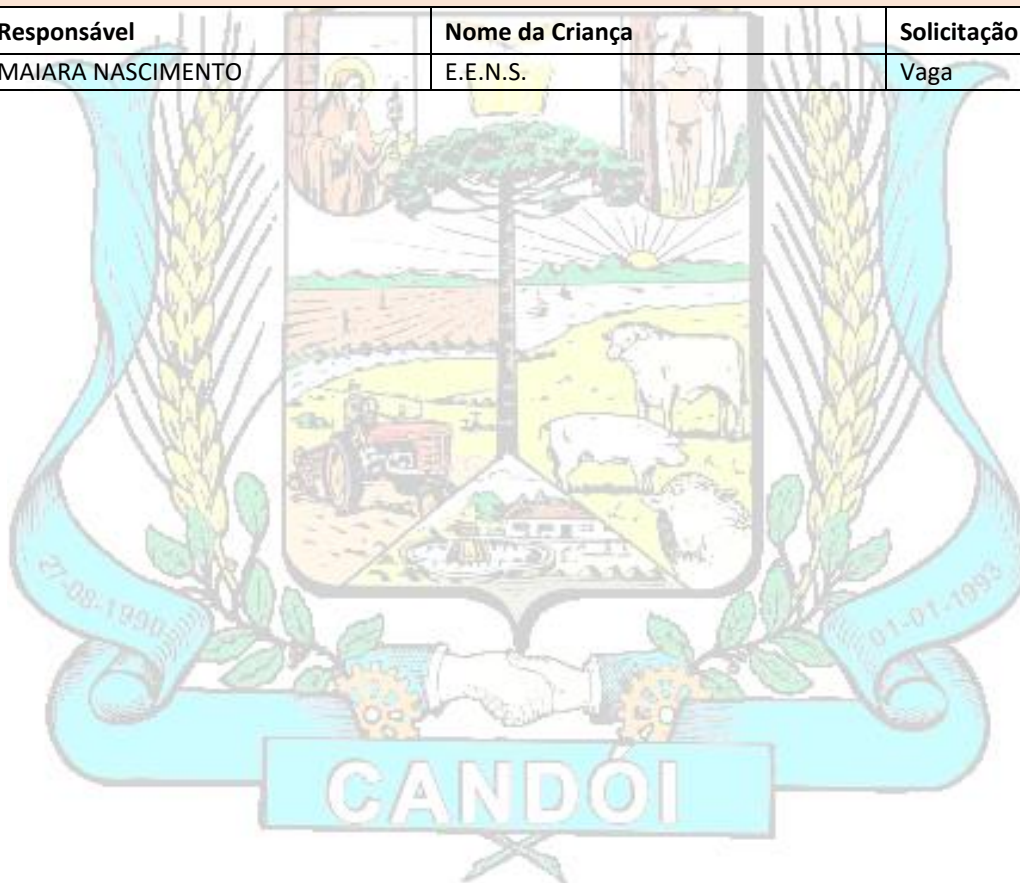 Responsável Nome da Criança Solicitação
MAIARA NASCIMENTO E.E.N.S. Vaga
27-08-1990 01-01-1993
CANDÓI